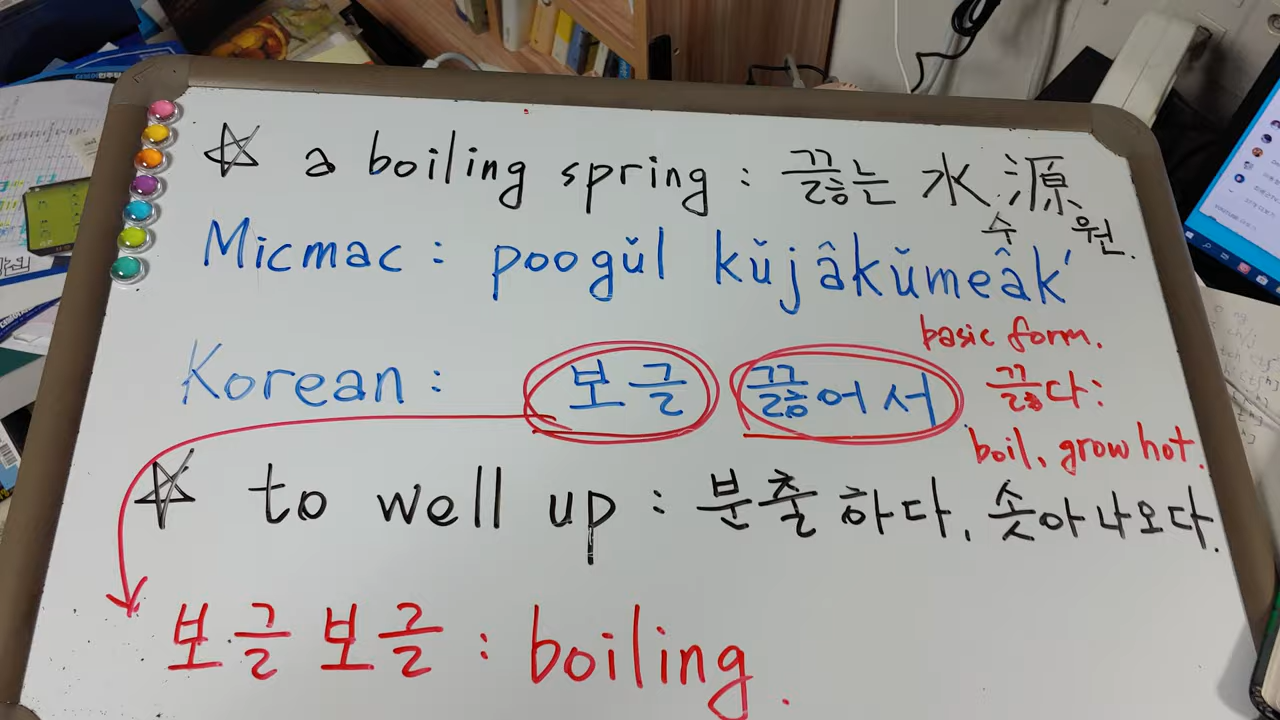 ☆ a boiling spring : 끓는 水源
수 원.
Micmac : poogŭl kŭjâkŭmeâk'
basic form.
Korean : 보글 끓어서 끓다:
boil, grow hot.
☆ to well up : 분출하다, 솟아나오다.
보글보글 : boiling.